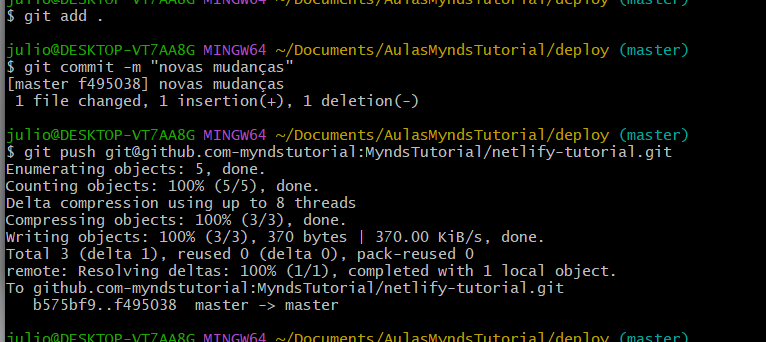 julio@DESKTOP-VT7AA8G MINGW64 ~/Documents/AulasMyndsTutorial/deploy (master)
$ git add .
julio@DESKTOP-VT7AA8G MINGW64 ~/Documents/AulasMyndsTutorial/deploy (master)
$ git commit -m "novas mudanças"
[master f495038] novas mudanças
 1 file changed, 1 insertion(+), 1 deletion(-)
julio@DESKTOP-VT7AA8G MINGW64 ~/Documents/AulasMyndsTutorial/deploy (master)
$ git push git@github.com-myndstutorial:MyndsTutorial/netlify-tutorial.git
Enumerating objects: 5, done.
Counting objects: 100% (5/5), done.
Delta compression using up to 8 threads
Compressing objects: 100% (3/3), done.
Writing objects: 100% (3/3), 370 bytes | 370.00 KiB/s, done.
Total 3 (delta 1), reused 0 (delta 0), pack-reused 0
remote: Resolving deltas: 100% (1/1), completed with 1 local object.
To github.com-myndstutorial:MyndsTutorial/netlify-tutorial.git
   b575bf9..f495038  master -> master
julio@DESKTOP-VT7AA8G MINGW64 ~/Documents/AulasMyndsTutorial/deploy (master)